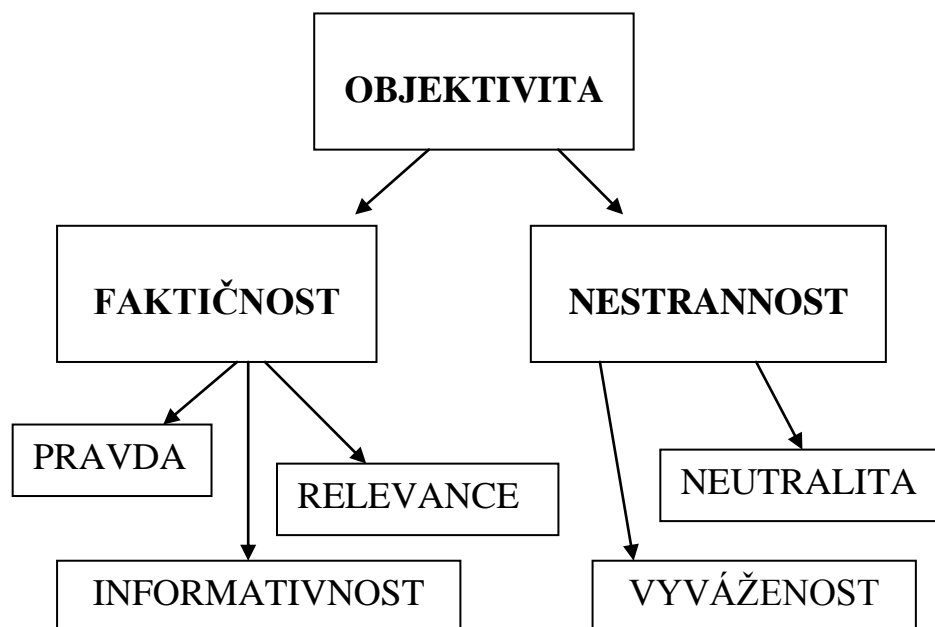 OBJEKTIVITA
FAKTIČNOST
NESTRANNOST
PRAVDA
RELEVANCE
NEUTRALITA
INFORMATIVNOST
VYVÁŽENOST